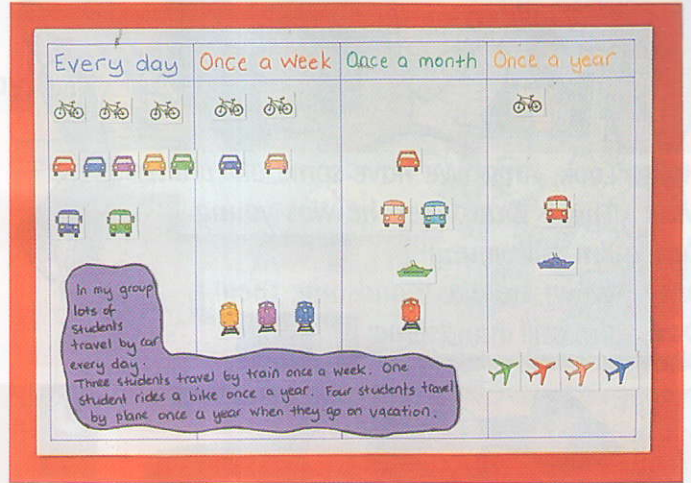 Every day Once a week Once a month Once a year
In my group
lots of
students
travel by car
every day.
Three students travel by train once a week. One
student rides a bike once a year. Four students travel
by plane once a year when they go on vacation.